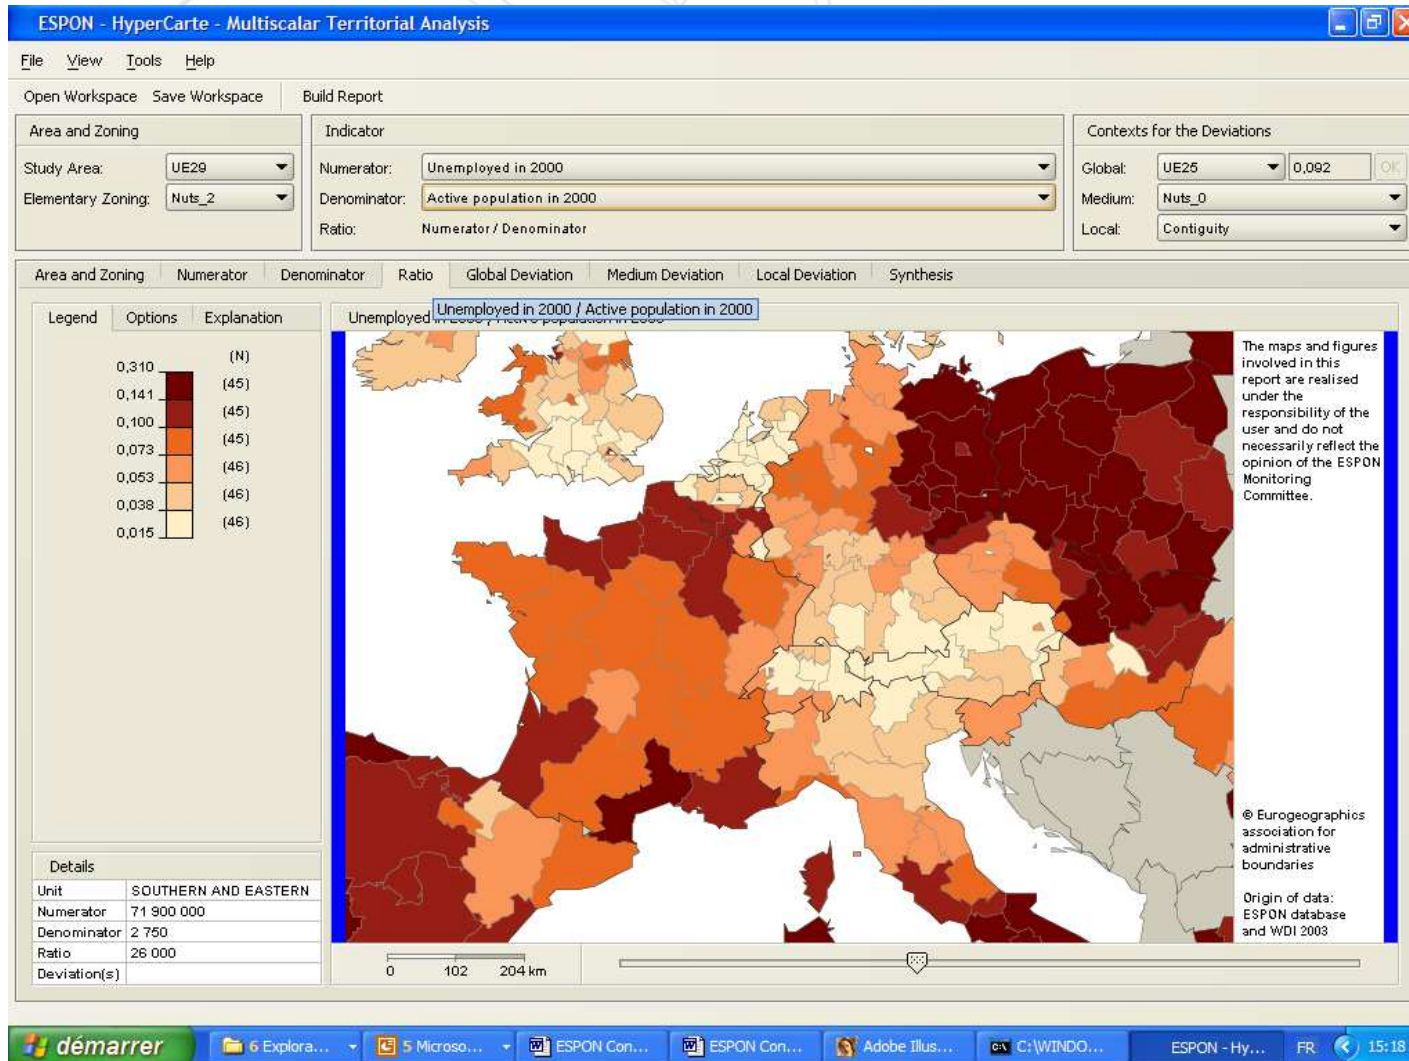 ESPON - HyperCarte - Multiscalar Territorial Analysis
File View Tools Help
Open Workspace Save Workspace Build Report
Area and Zoning
Study Area: UE29
Elementary Zoning: Nuts_2
Indicator
Numerator: Unemployed in 2000
Denominator: Active population in 2000
Ratio: Numerator / Denominator
Contexts for the Deviations
Global: UE25 0,092 OK
Medium: Nuts_0
Local: Contiguity
Area and Zoning Numerator Denominator Ratio Global Deviation Medium Deviation Local Deviation Synthesis
Legend Options Explanation
Unemployed in 2000 / Active population in 2000
Unemployed in 2000 / Active population in 2000
(N)
0,310
(45)
0,141
(45)
0,100
(45)
0,073
(46)
0,053
(46)
0,038
(46)
0,015
The maps and figures
involved in this
report are realised
under the
responsibility of the
user and do not
necessarily reflect the
opinion of the ESPON
Monitoring
Committee.
© Eurogeographics
association for
administrative
boundaries
Origin of data:
ESPON database
and WDI 2003
Details
Unit SOUTHERN AND EASTERN
Numerator 71 900 000
Denominator 2 750
Ratio 26 000
Deviation(s)
0 102 204 km
démarrer 6 Explora... 5 Microso... ESPON Con... ESPON Con... Adobe Illus... C:\WINDO... ESPON - Hy... FR 15:18